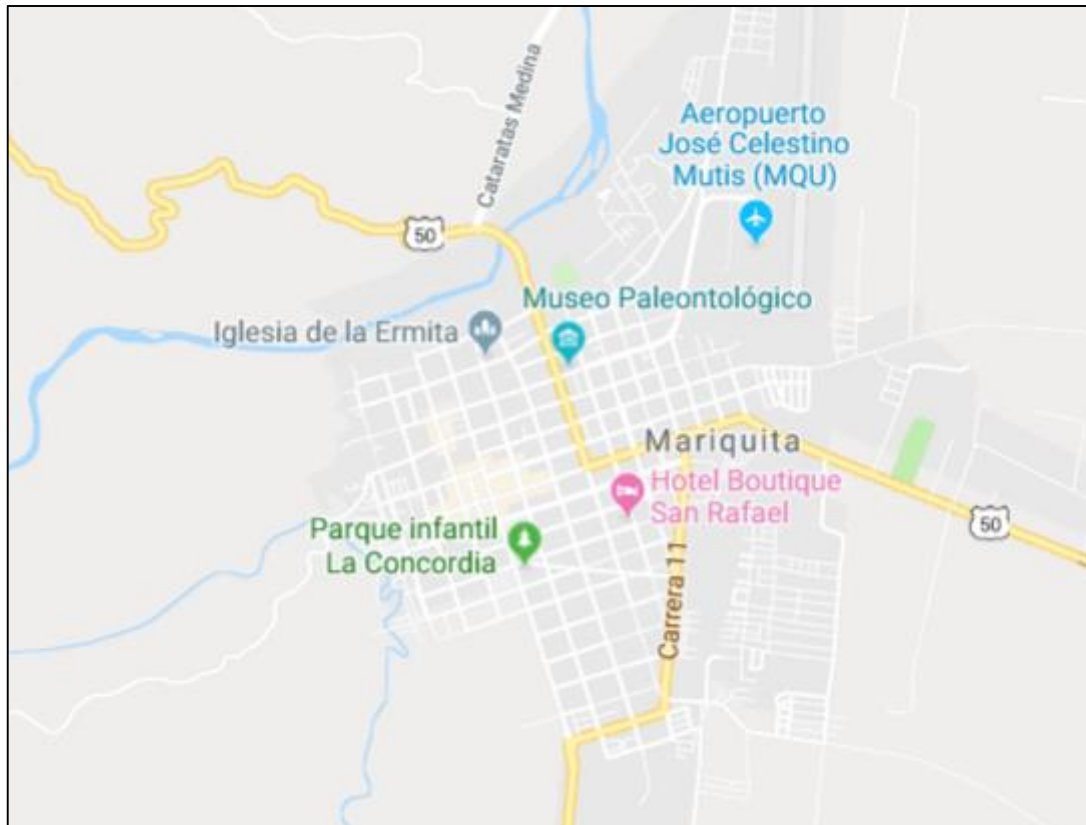 Cataratas Medina
Aeropuerto
José Celestino
Mutis (MQU)
50
Museo Paleontológico
Iglesia de la Ermita
Mariquita
Hotel Boutique
San Rafael
50
Parque infantil
La Concordia
Carrera 11